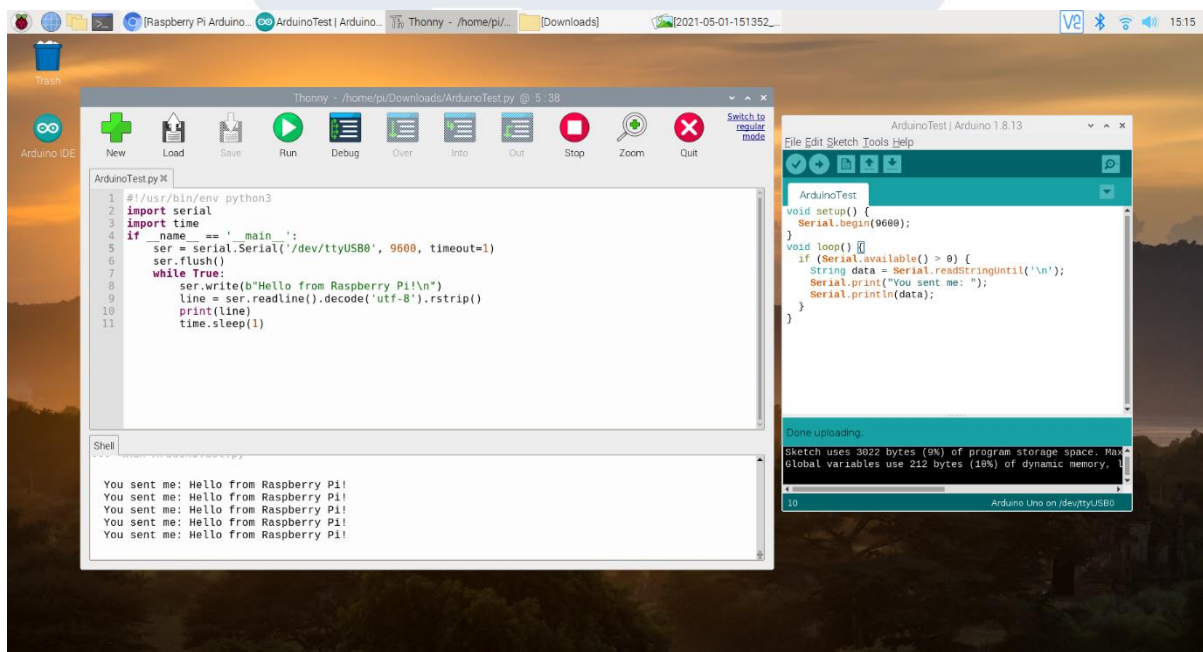 [Raspberry Pi Arduino... ArduinoTest | Arduino... Thonny - /home/pi/... [Downloads] [2021-05-01-151352_... 15:15
Trash
Arduino IDE
Thonny - /home/pi/Downloads/ArduinoTest.py @ 5:38
New Load Save Run Debug Over Into Out Stop Zoom Quit
Switch to
regular
mode
ArduinoTest.py
1 #!/usr/bin/env python3
2 import serial
3 import time
4 if __name__ == '__main__':
5 ser = serial.Serial('/dev/ttyUSB0', 9600, timeout=1)
6 ser.flush()
7 while True:
8 ser.write(b"Hello from Raspberry Pi!\n")
9 line = ser.readline().decode('utf-8').rstrip()
10 print(line)
11 time.sleep(1)
Shell
You sent me: Hello from Raspberry Pi!
You sent me: Hello from Raspberry Pi!
You sent me: Hello from Raspberry Pi!
You sent me: Hello from Raspberry Pi!
You sent me: Hello from Raspberry Pi!
ArduinoTest | Arduino 1.8.13
File Edit Sketch Tools Help
ArduinoTest
void setup() {
Serial.begin(9600);
}
void loop() {
if (Serial.available() > 0) {
String data = Serial.readStringUntil('\n');
Serial.print("You sent me: ");
Serial.println(data);
}
}
Done uploading.
Sketch uses 3022 bytes (9%) of program storage space. Max
Global variables use 212 bytes (10%) of dynamic memory, l
10 Arduino Uno on /dev/ttyUSB0